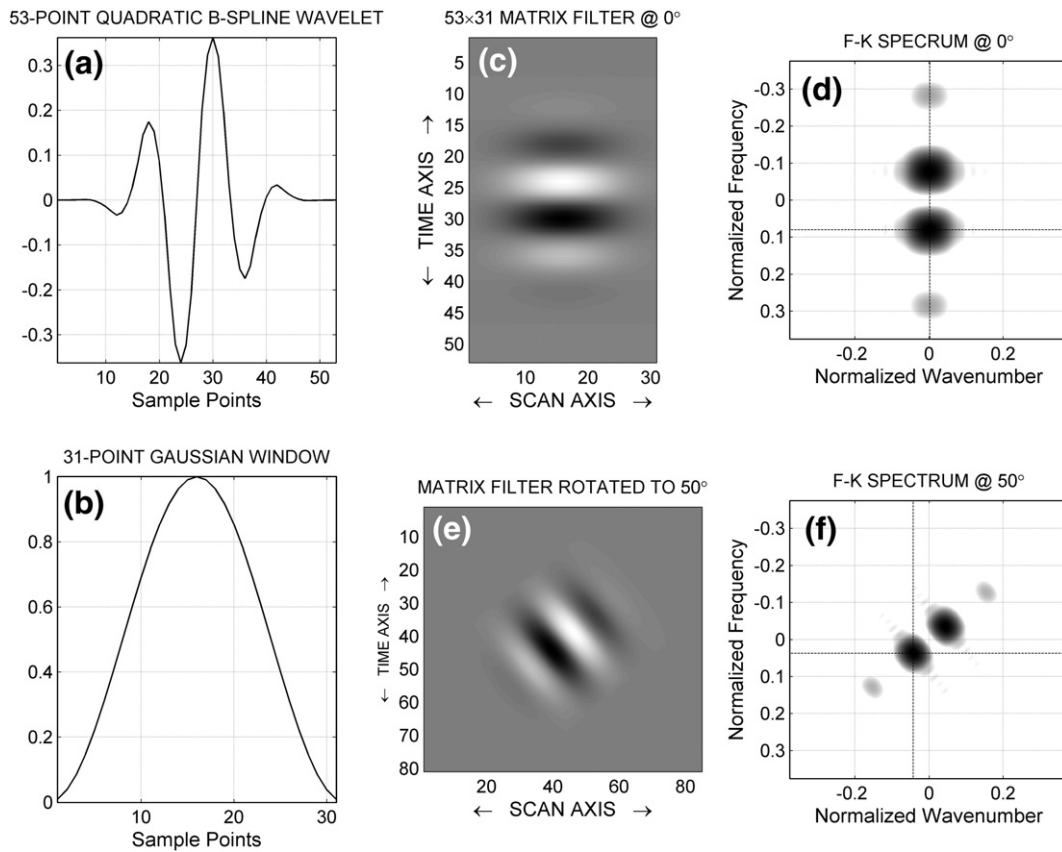 53-POINT QUADRATIC B-SPLINE WAVELET
(a)
0.3
0.2
0.1
0
-0.1
-0.2
-0.3
10 20 30 40 50
Sample Points
53×31 MATRIX FILTER @ 0°
(c)
5
10
15
20
25
30
35
40
45
50
← TIME AXIS →
10 20 30
← SCAN AXIS →
F-K SPECRUM @ 0°
(d)
-0.3
-0.2
-0.1
0
0.1
0.2
0.3
Normalized Frequency
-0.2 0 0.2
Normalized Wavenumber
31-POINT GAUSSIAN WINDOW
(b)
1
0.8
0.6
0.4
0.2
0
10 20 30
Sample Points
MATRIX FILTER ROTATED TO 50°
(e)
10
20
30
40
50
60
70
80
← TIME AXIS →
20 40 60 80
← SCAN AXIS →
F-K SPECTRUM @ 50°
(f)
-0.3
-0.2
-0.1
0
0.1
0.2
0.3
Normalized Frequency
-0.2 0 0.2
Normalized Wavenumber